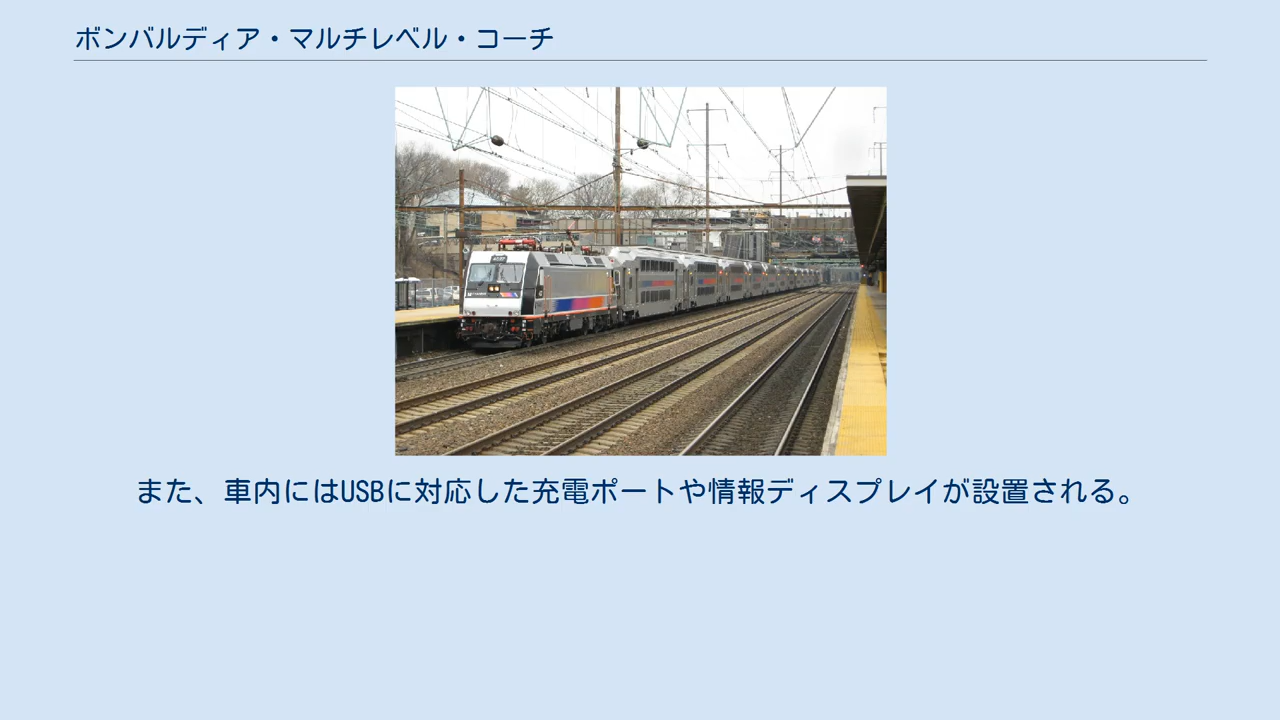 ボンバルディア・マルチレベル・コーチ
また、車内にはUSBに対応した充電ポートや情報ディスプレイが設置される。